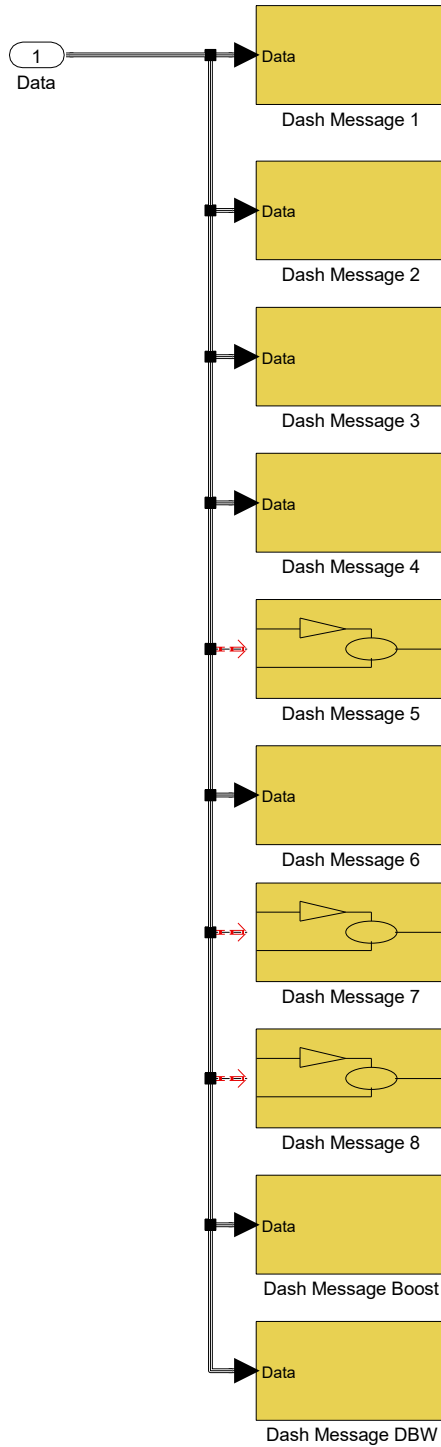 1
Data
Data
Dash Message 1
Data
Dash Message 2
Data
Dash Message 3
Data
Dash Message 4
Dash Message 5
Data
Dash Message 6
Dash Message 7
Dash Message 8
Data
Dash Message Boost
Data
Dash Message DBW